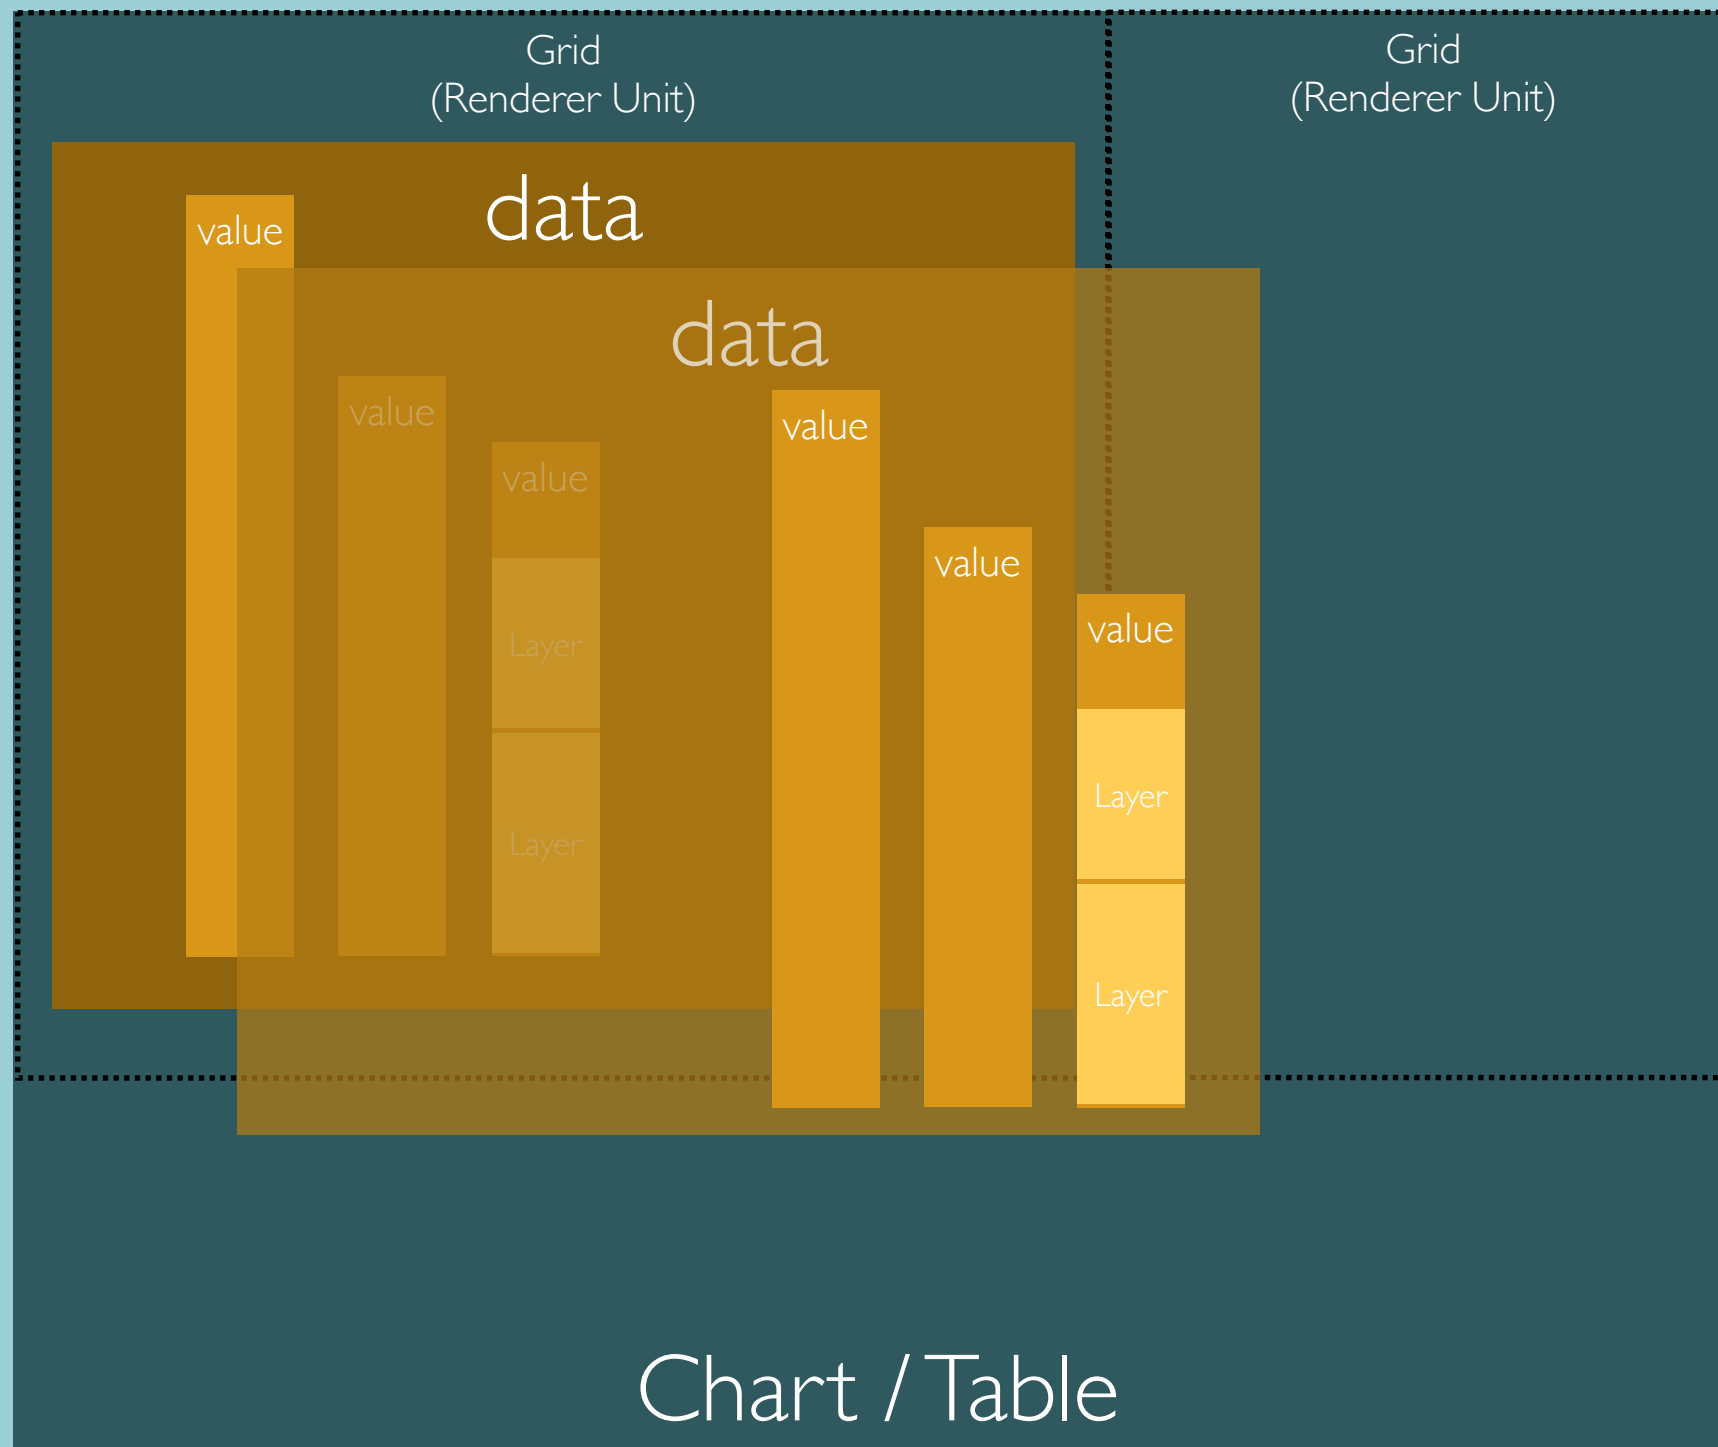 Grid
(Renderer Unit)
Grid
(Renderer Unit)
data
value
data
value
value
value
value
value
Layer
Layer
Layer
Layer
Chart / Table